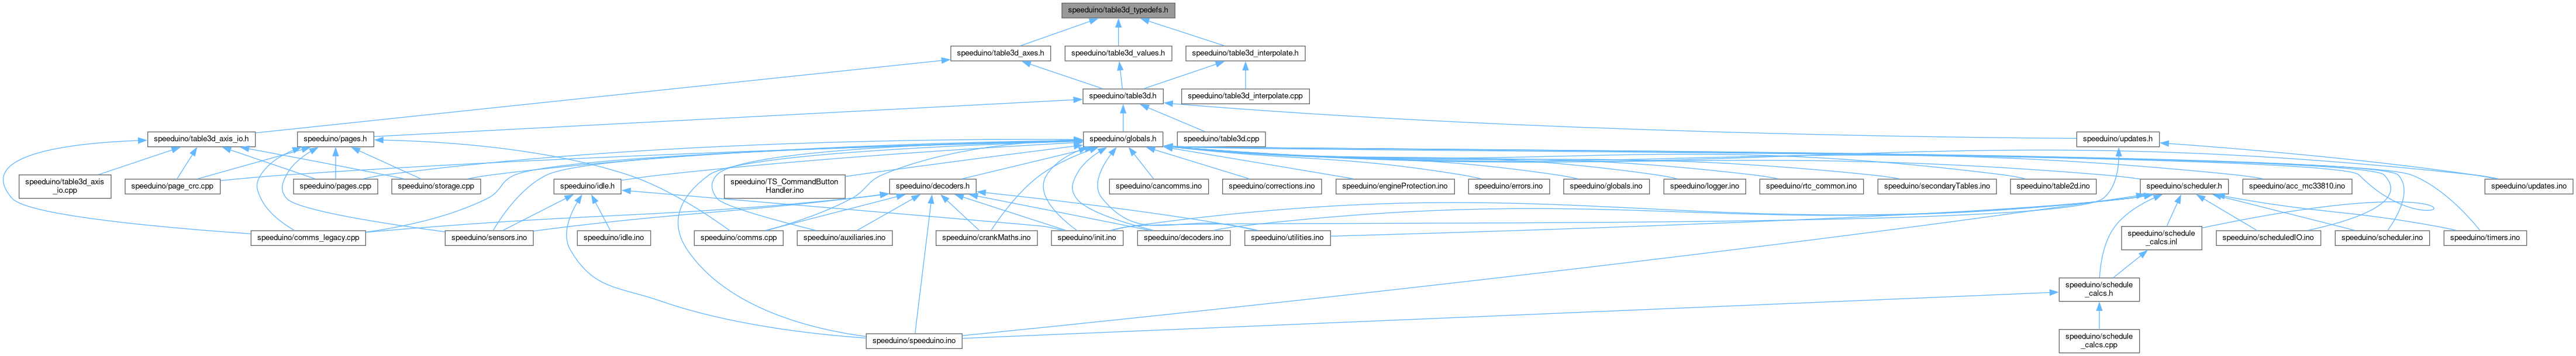 speeduino/table3d_typedefs.h
speeduino/table3d_axes.h
speeduino/table3d_values.h
speeduino/table3d_interpolate.h
speeduino/table3d.h
speeduino/table3d_interpolate.cpp
speeduino/table3d_axis_io.h
speeduino/pages.h
speeduino/globals.h
speeduino/table3d.cpp
speeduino/updates.h
speeduino/table3d_axis
_io.cpp
speeduino/page_crc.cpp
speeduino/pages.cpp
speeduino/storage.cpp
speeduino/idle.h
speeduino/TS_CommandButton
Handler.ino
speeduino/decoders.h
speeduino/cancomms.ino
speeduino/corrections.ino
speeduino/engineProtection.ino
speeduino/errors.ino
speeduino/globals.ino
speeduino/logger.ino
speeduino/rtc_common.ino
speeduino/secondaryTables.ino
speeduino/table2d.ino
speeduino/scheduler.h
speeduino/acc_mc33810.ino
speeduino/updates.ino
speeduino/comms_legacy.cpp
speeduino/sensors.ino
speeduino/idle.ino
speeduino/comms.cpp
speeduino/auxiliaries.ino
speeduino/crankMaths.ino
speeduino/init.ino
speeduino/decoders.ino
speeduino/utilities.ino
speeduino/schedule
_calcs.inl
speeduino/scheduledIO.ino
speeduino/scheduler.ino
speeduino/timers.ino
speeduino/schedule
_calcs.h
speeduino/speeduino.ino
speeduino/schedule
_calcs.cpp